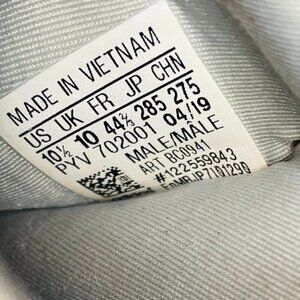 MADE IN VIETNAM
US UK FR JP CHN
10½ 10 44⅔ 285 275
PYV 702001 04/19
MALE/MALE
ART BC0941
#122559843